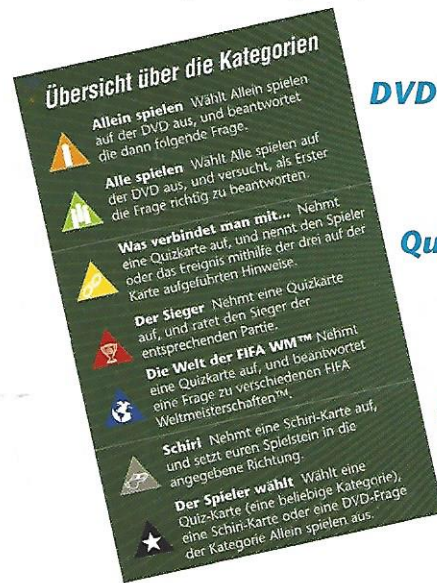 Übersicht über die Kategorien
Allein spielen Wählt Allein spielen
auf der DVD aus, und beantwortet
die dann folgende Frage.
Alle spielen Wählt Alle spielen auf
der DVD aus, und versucht, als Erster
die Frage richtig zu beantworten.
Was verbindet man mit... Nehmt
eine Quizkarte auf, und nennt den Spieler
oder das Ereignis mithilfe der drei auf der
Karte aufgeführten Hinweise.
Der Sieger Nehmt eine Quizkarte
auf, und ratet den Sieger der
entsprechenden Partie.
Die Welt der FIFA WM™ Nehmt
eine Quizkarte auf, und beantwortet
eine Frage zu verschiedenen FIFA
Weltmeisterschaften™.
Schiri Nehmt eine Schiri-Karte auf,
und setzt euren Spielstein in die
angegebene Richtung.
Der Spieler wählt Wählt eine
Quiz-Karte (eine beliebige Kategorie),
eine Schiri-Karte oder eine DVD-Frage
der Kategorie Allein spielen aus.
DVD
Qu